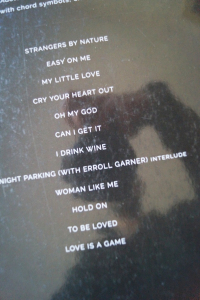 with chord symbols,
STRANGERS BY NATURE
EASY ON ME
MY LITTLE LOVE
CRY YOUR HEART OUT
OH MY GOD
CAN I GET IT
I DRINK WINE
NIGHT PARKING (WITH ERROLL GARNER) INTERLUDE
WOMAN LIKE ME
HOLD ON
TO BE LOVED
LOVE IS A GAME